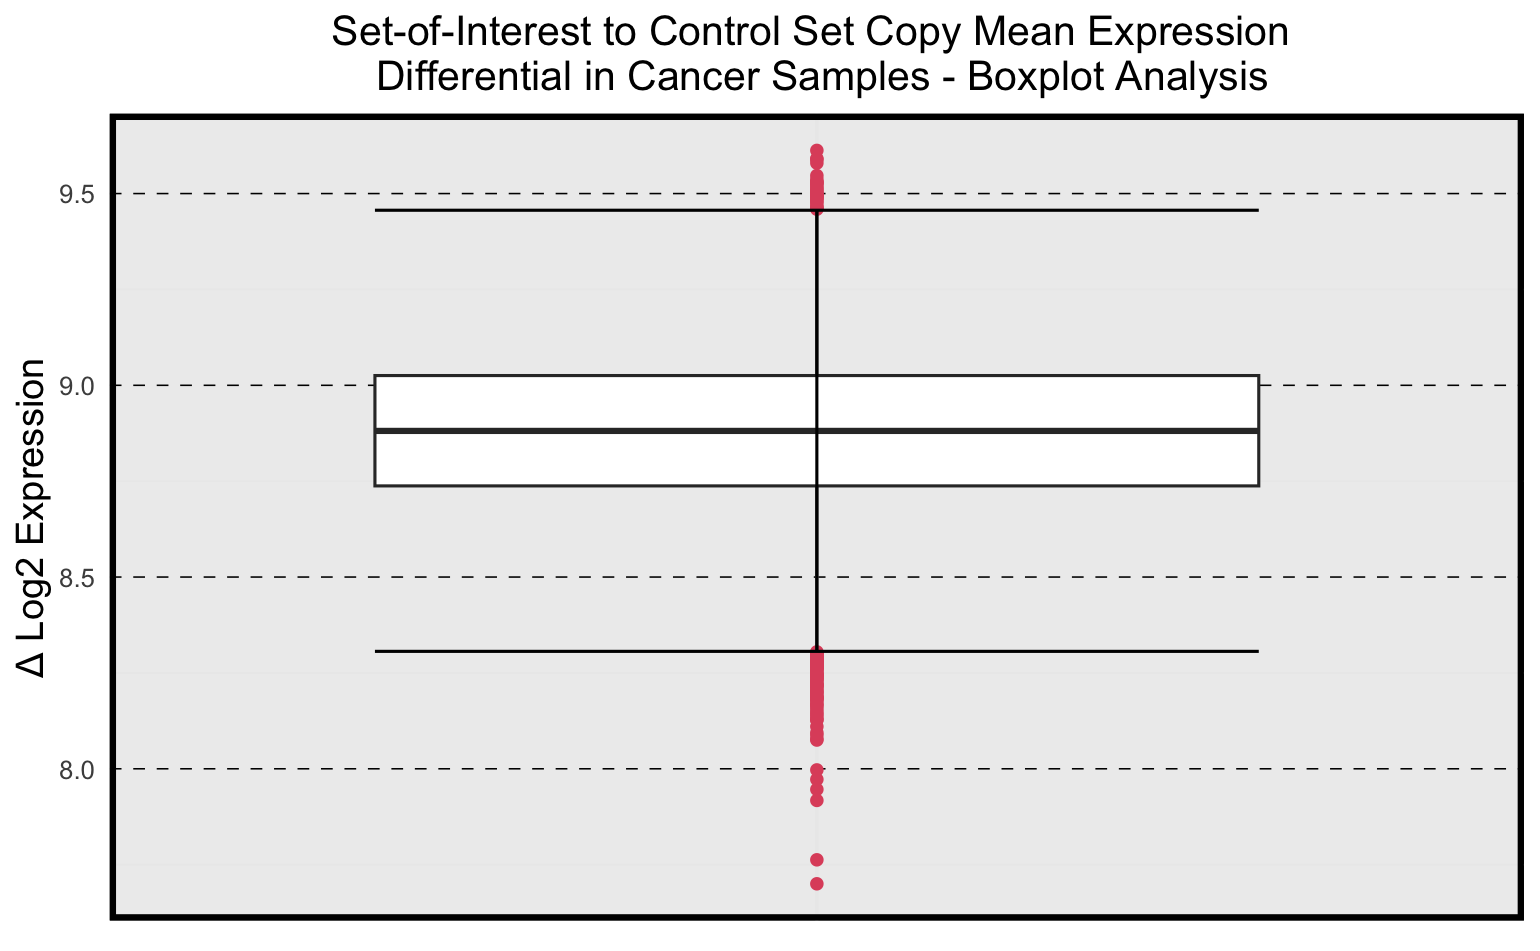 Set-of-Interest to Control Set Copy Mean Expression
Differential in Cancer Samples - Boxplot Analysis
Δ Log2 Expression
9.5
9.0
8.5
8.0